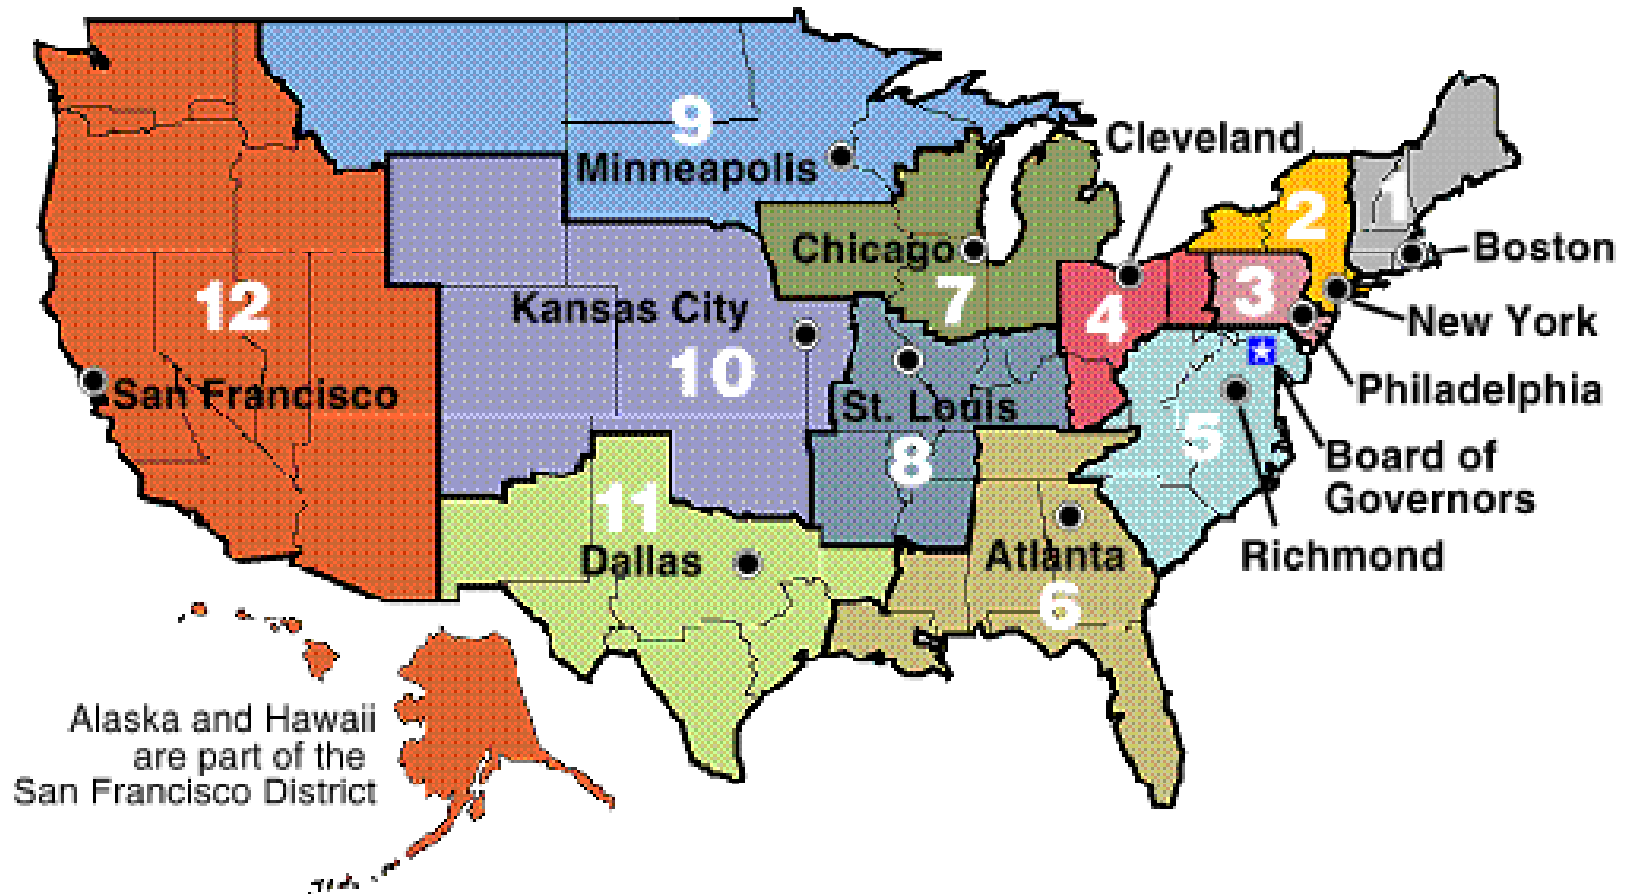 Cleveland
9
Minneapolis
1
2
Chicago
Boston
12
Kansas City
7
4
3
New York
10
San Francisco
St. Louis
Philadelphia
5
8
Board of
Governors
11
Dallas
Atlanta
Richmond
6
Alaska and Hawaii
are part of the
San Francisco District